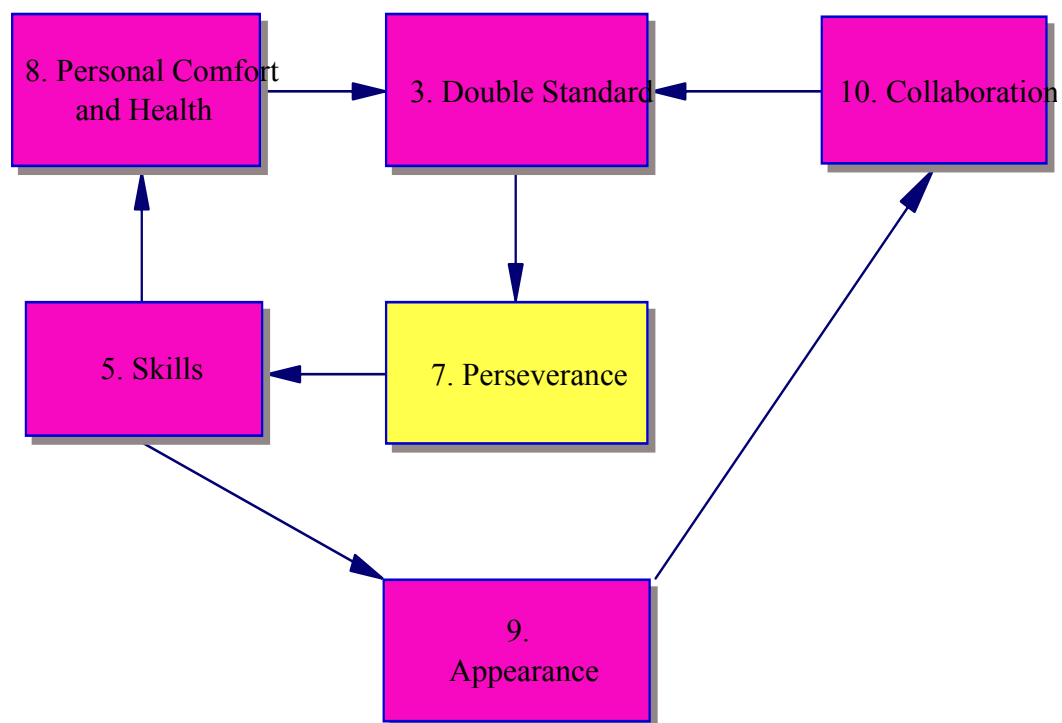 8. Personal Comfort
and Health
3. Double Standard
10. Collaboration
5. Skills
7. Perseverance
9.
Appearance